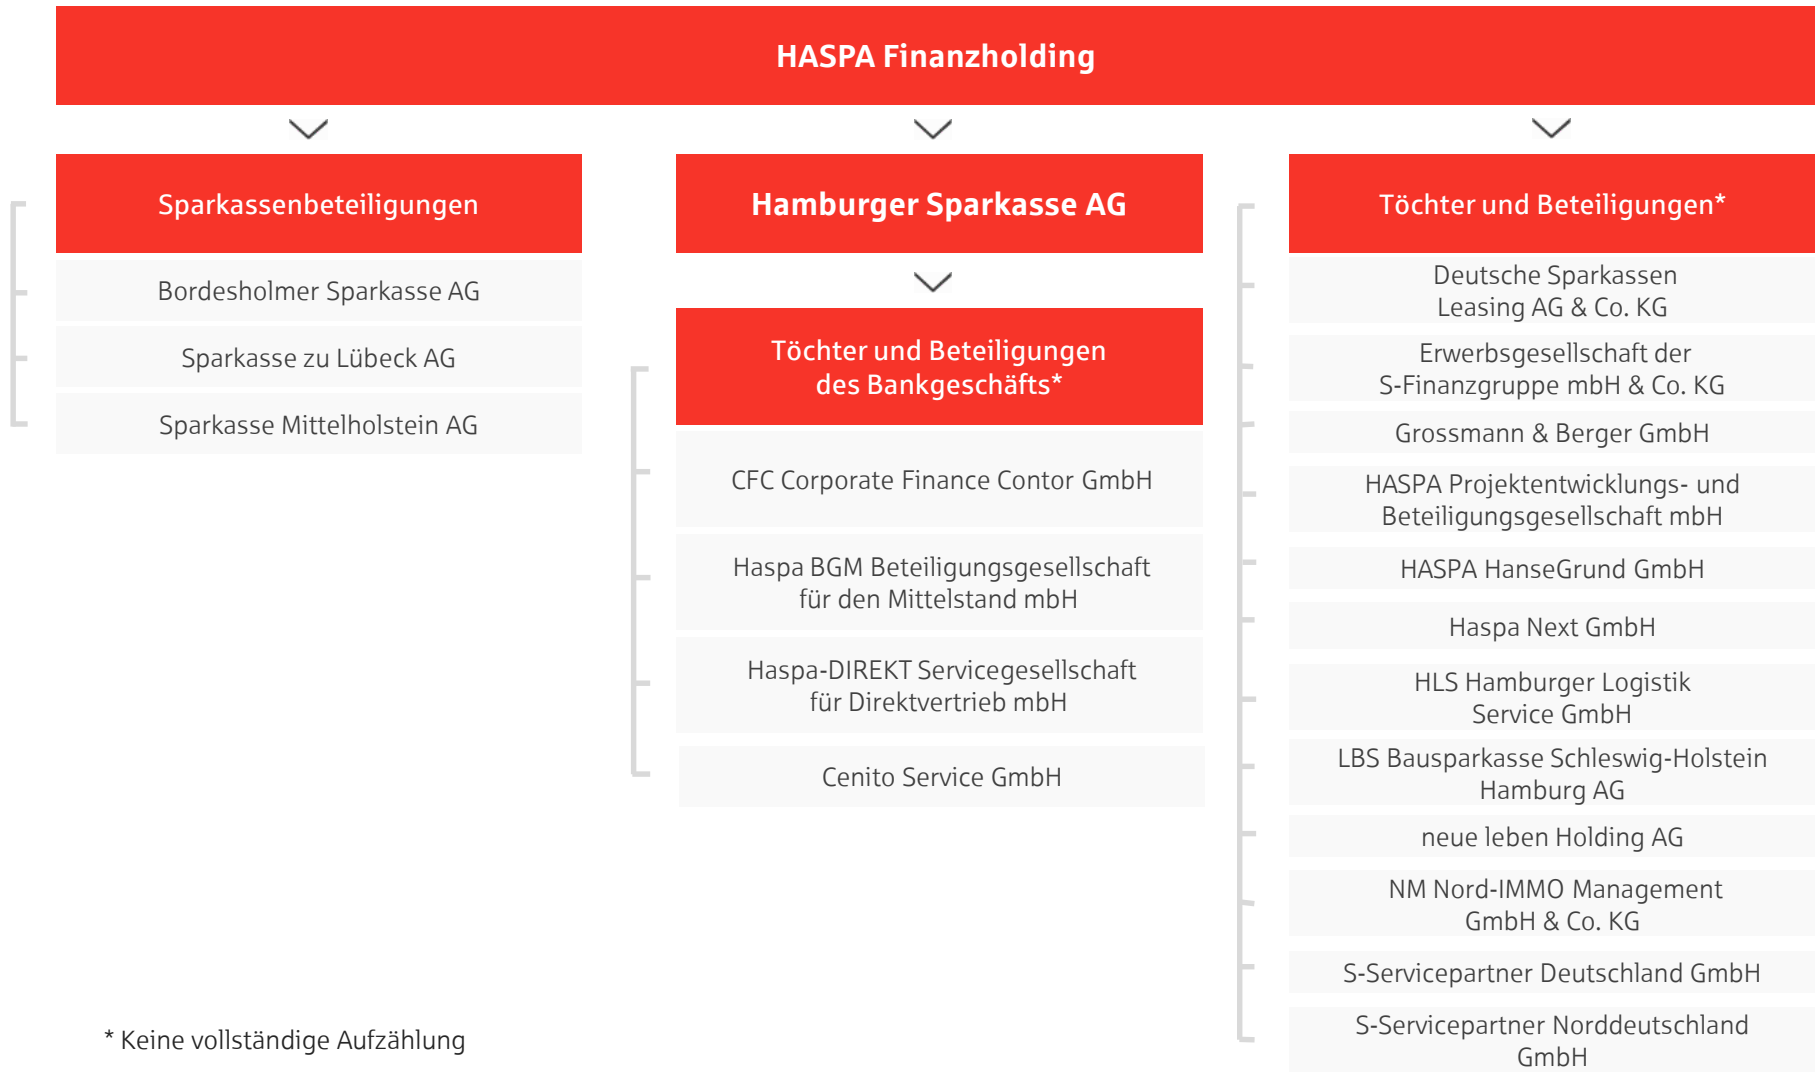 HASPA Finanzholding
Sparkassenbeteiligungen
Bordesholmer Sparkasse AG
Sparkasse zu Lübeck AG
Sparkasse Mittelholstein AG
Hamburger Sparkasse AG
Töchter und Beteiligungen
des Bankgeschäfts*
CFC Corporate Finance Contor GmbH
Haspa BGM Beteiligungsgesellschaft
für den Mittelstand mbH
Haspa-DIREKT Servicegesellschaft
für Direktvertrieb mbH
Cenito Service GmbH
Töchter und Beteiligungen*
Deutsche Sparkassen
Leasing AG & Co. KG
Erwerbsgesellschaft der
S-Finanzgruppe mbH & Co. KG
Grossmann & Berger GmbH
HASPA Projektentwicklungs- und
Beteiligungsgesellschaft mbH
HASPA HanseGrund GmbH
Haspa Next GmbH
HLS Hamburger Logistik
Service GmbH
LBS Bausparkasse Schleswig-Holstein
Hamburg AG
neue leben Holding AG
NM Nord-IMMO Management
GmbH & Co. KG
S-Servicepartner Deutschland GmbH
S-Servicepartner Norddeutschland
GmbH
* Keine vollständige Aufzählung